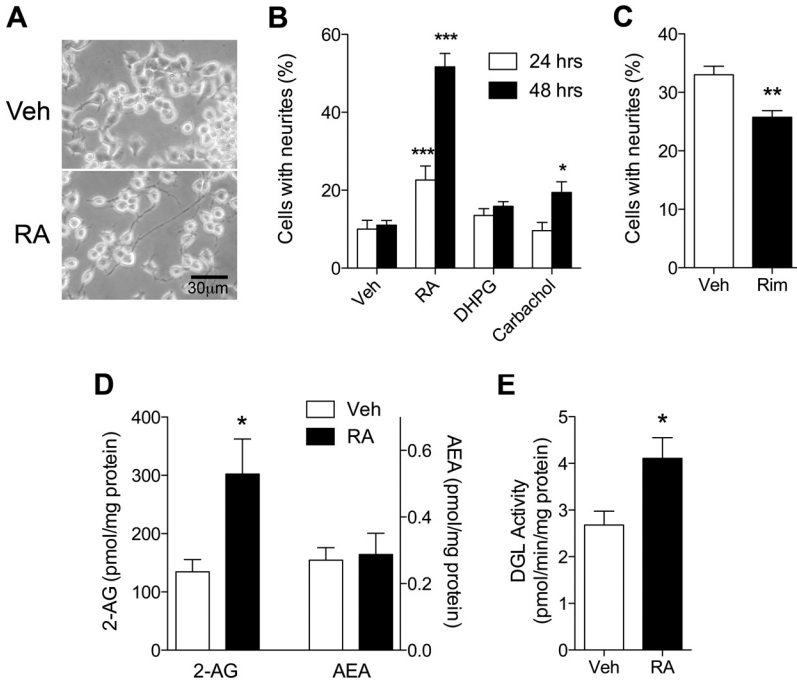 A
Veh
RA
30μm
B
Cells with neurites (%)
60
40
20
0
***
***
*
24 hrs
48 hrs
Veh
RA
DHPG
Carbachol
C
Cells with neurites (%)
40
30
20
10
0
**
Veh
Rim
D
2-AG (pmol/mg protein)
400
300
200
100
0
*
Veh
RA
0.6
0.4
0.2
0.0
AEA (pmol/mg protein)
2-AG
AEA
E
DGL Activity
(pmol/min/mg protein)
5
4
3
2
1
0
*
Veh
RA